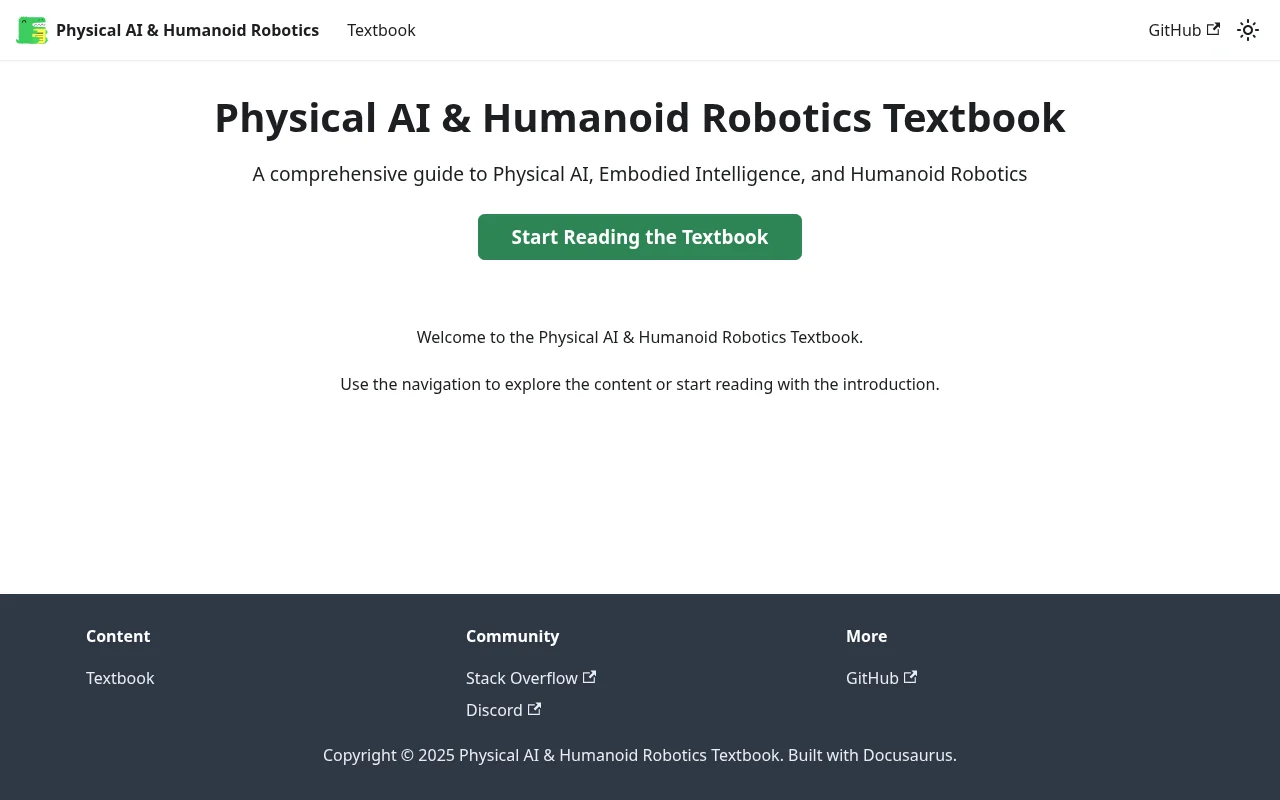 Physical AI & Humanoid Robotics Textbook GitHub
Physical AI & Humanoid Robotics Textbook
A comprehensive guide to Physical AI, Embodied Intelligence, and Humanoid Robotics
Start Reading the Textbook
Welcome to the Physical AI & Humanoid Robotics Textbook.
Use the navigation to explore the content or start reading with the introduction.
Content
Textbook
Community
Stack Overflow
Discord
More
GitHub
Copyright © 2025 Physical AI & Humanoid Robotics Textbook. Built with Docusaurus.